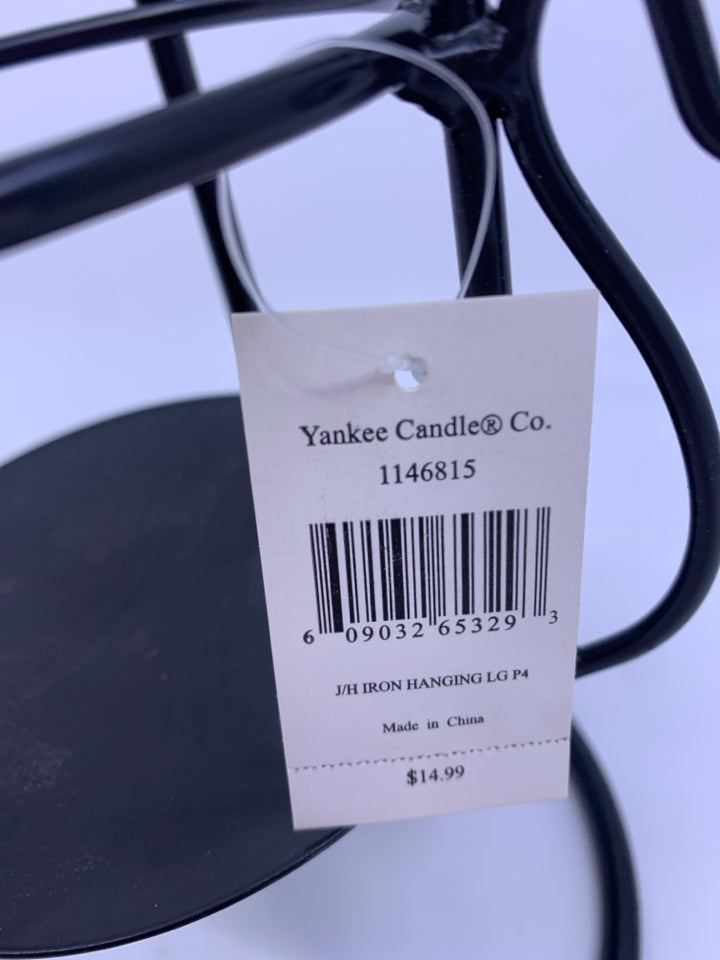 Yankee Candle® Co.
1146815
6 09032 65329 3
J/H IRON HANGING LG P4
Made in China
$14.99